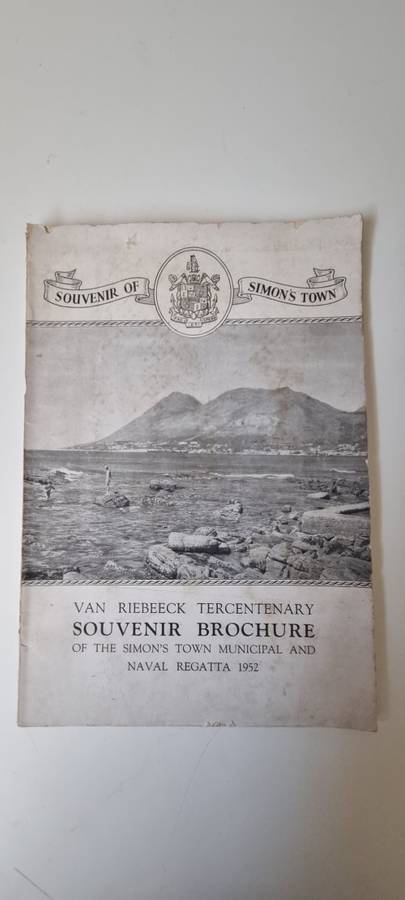 SOUVENIR OF
SIMON'S TOWN
VAN RIEBEECK TERCENTENARY
SOUVENIR BROCHURE
OF THE SIMON'S TOWN MUNICIPAL AND
NAVAL REGATTA 1952